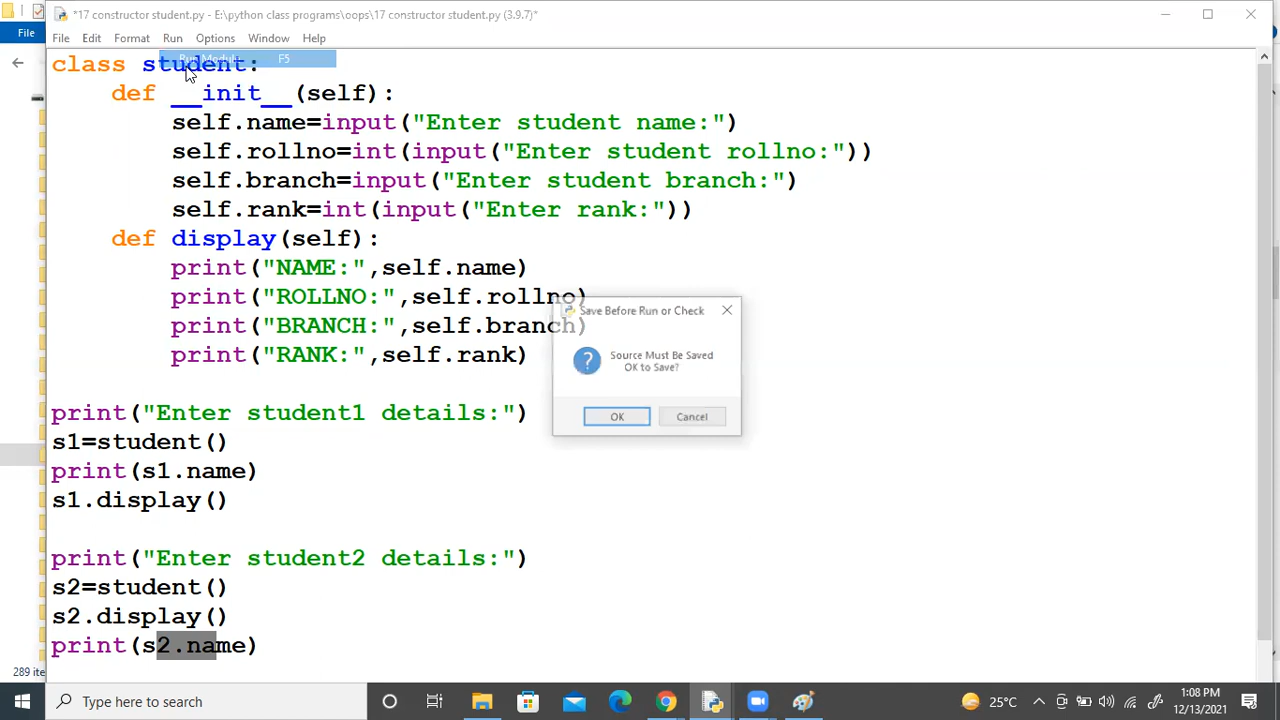 *17 constructor student.py - E:\python class programs\oops\17 constructor student.py (3.9.7)*
File
File Edit Format Run Options Window Help
Run Module F5
class student:
def __init__(self):
self.name=input("Enter student name:")
self.rollno=int(input("Enter student rollno:"))
self.branch=input("Enter student branch:")
self.rank=int(input("Enter rank:"))
def display(self):
print("NAME:",self.name)
print("ROLLNO:",self.rollno)
print("BRANCH:",self.branch)
print("RANK:",self.rank)
Save Before Run or Check
Source Must Be Saved
OK to Save?
OK Cancel
print("Enter student1 details:")
s1=student()
print(s1.name)
s1.display()
print("Enter student2 details:")
s2=student()
s2.display()
print(s2.name)
289 ite
Type here to search
25°C
1:08 PM
12/13/2021